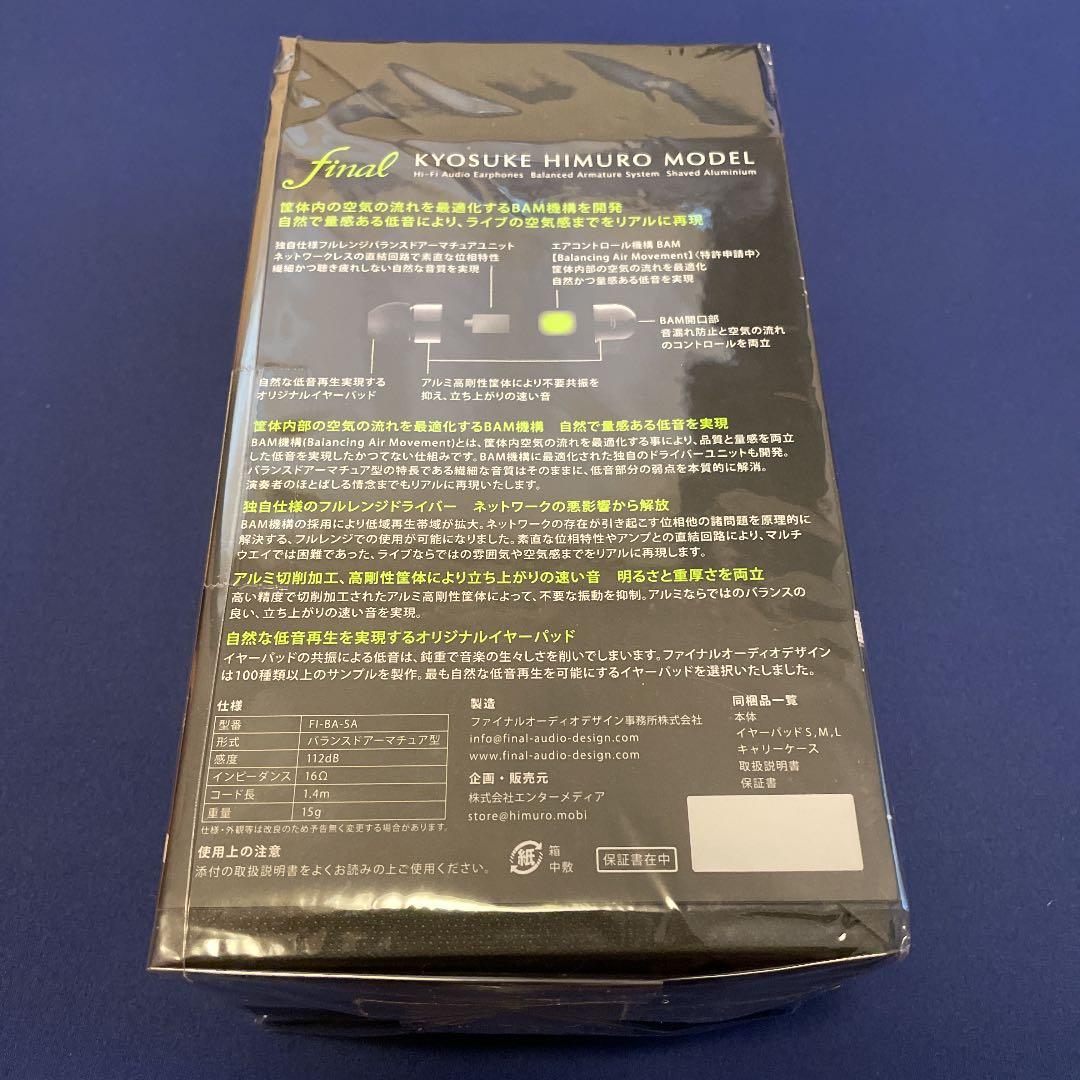 final KYOSUKE HIMURO MODEL
Hi-Fi Audio Earphones Balanced Armature System Shaved Aluminium
筐体内の空気の流れを最適化するBAM機構を開発
自然で量感ある低音により、ライブの空気感までをリアルに再現
独自仕様フルレンジバランスドアーマチュアユニット
ネットワークレスの直結回路で素直な位相特性
繊細かつ聴き疲れしない自然な音質を実現
エアコントロール機構 BAM
【Balancing Air Movement】〈特許申請中〉
筐体内部の空気の流れを最適化
自然かつ量感ある低音を実現
BAM開口部
音漏れ防止と空気の流れ
のコントロールを両立
自然な低音再生実現する
オリジナルイヤーパッド
アルミ高剛性筐体により不要共振を
抑え、立ち上がりの速い音
筐体内部の空気の流れを最適化するBAM機構 自然で量感ある低音を実現
BAM機構(Balancing Air Movement)とは、筐体内空気の流れを最適化する事により、品質と量感を両立
した低音を実現したかつてない仕組みです。BAM機構に最適化された独自のドライバーユニットも開発。
バランスドアーマチュア型の特長である繊細な音質はそのままに、低音部分の弱点を本質的に解消。
演奏者のほとばしる情念までもリアルに再現いたします。
独自仕様のフルレンジドライバー ネットワークの悪影響から解放
BAM機構の採用により低域再生帯域が拡大。ネットワークの存在が引き起こす位相他の諸問題を原理的に
解決する、フルレンジでの使用が可能になりました。素直な位相特性やアンプとの直結回路により、マルチ
ウエイでは困難であった、ライブならではの雰囲気や空気感までをリアルに再現します。
アルミ切削加工、高剛性筐体により立ち上がりの速い音 明るさと重厚さを両立
高い精度で切削加工されたアルミ高剛性筐体によって、不要な振動を抑制。アルミならではのバランスの
良い、立ち上がりの速い音を実現。
自然な低音再生を実現するオリジナルイヤーパッド
イヤーパッドの共振による低音は、鈍重で音楽の生々しさを削いでしまいます。ファイナルオーディオデザイン
は100種類以上のサンプルを製作。最も自然な低音再生を可能にするイヤーパッドを選択いたしました。
仕様
型番 FI-BA-SA
形式 バランスドアーマチュア型
感度 112dB
インピーダンス 16Ω
コード長 1.4m
重量 15g
仕様・外観等は改良のため予告無く変更する場合があります。
製造
ファイナルオーディオデザイン事務所株式会社
info@final-audio-design.com
www.final-audio-design.com
企画・販売元
株式会社エンターメディア
store@himuro.mobi
同梱品一覧
本体
イヤーパッド S, M, L
キャリーケース
取扱説明書
保証書
使用上の注意
添付の取扱説明書をよくお読みの上ご使用ください。
紙 箱
中敷
保証書在中